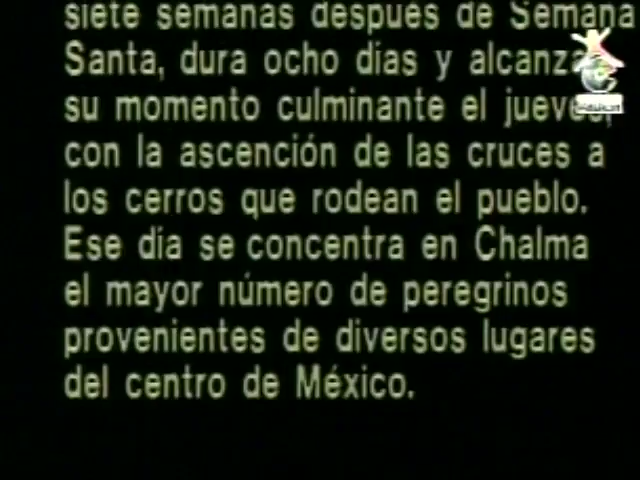 siete semanas después de Semana
Santa, dura ocho días y alcanza
su momento culminante el jueves,
con la ascención de las cruces a
los cerros que rodean el pueblo.
Ese día se concentra en Chalma
el mayor número de peregrinos
provenientes de diversos lugares
del centro de México.